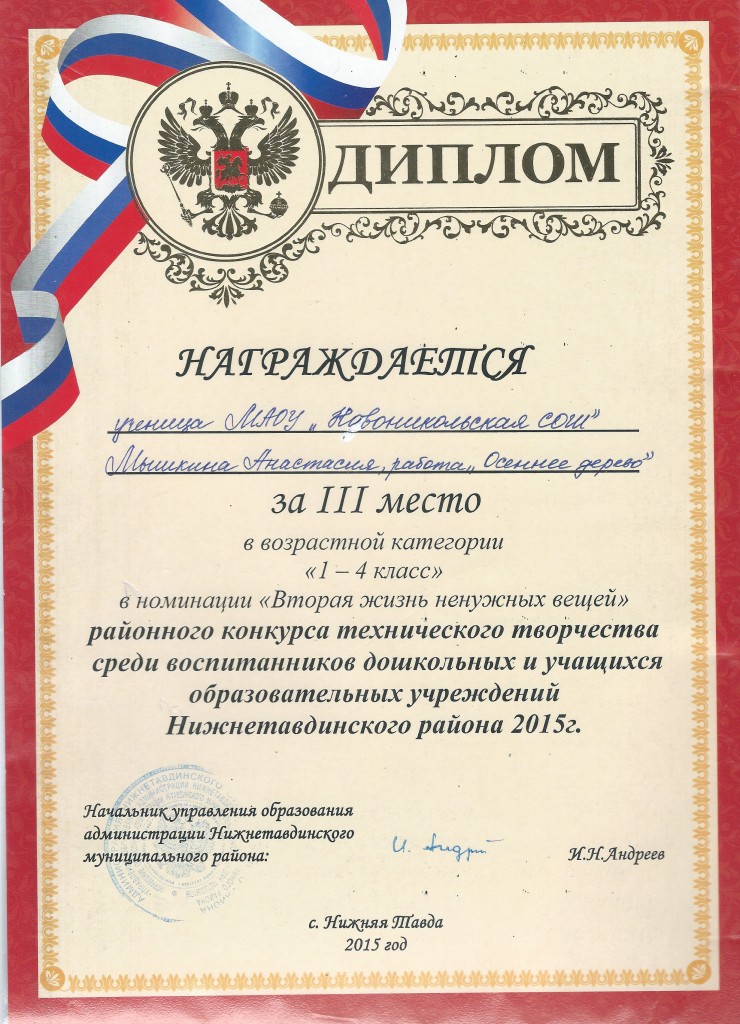 ДИПЛОМ
НАГРАЖДАЕТСЯ
ученица МАОУ „Новоникольская сош"
Мышкина Анастасия, работа „Осеннее дерево"
за III место
в возрастной категории
«1 – 4 класс»
в номинации «Вторая жизнь ненужных вещей»
районного конкурса технического творчества
среди воспитанников дошкольных и учащихся
образовательных учреждений
Нижнетавдинского района 2015г.
Начальник управления образования
администрации Нижнетавдинского
муниципального района:
И.Н.Андреев
с. Нижняя Тавда
2015 год